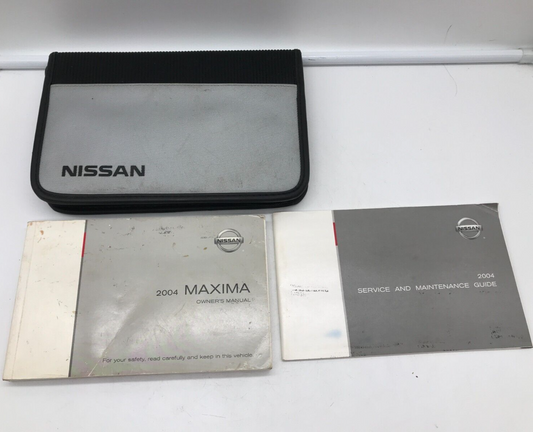 NISSAN
NISSAN
2004 MAXIMA
OWNER'S MANUAL
For your safety, read carefully and keep in this vehicle.
NISSAN
2004
SERVICE AND MAINTENANCE GUIDE